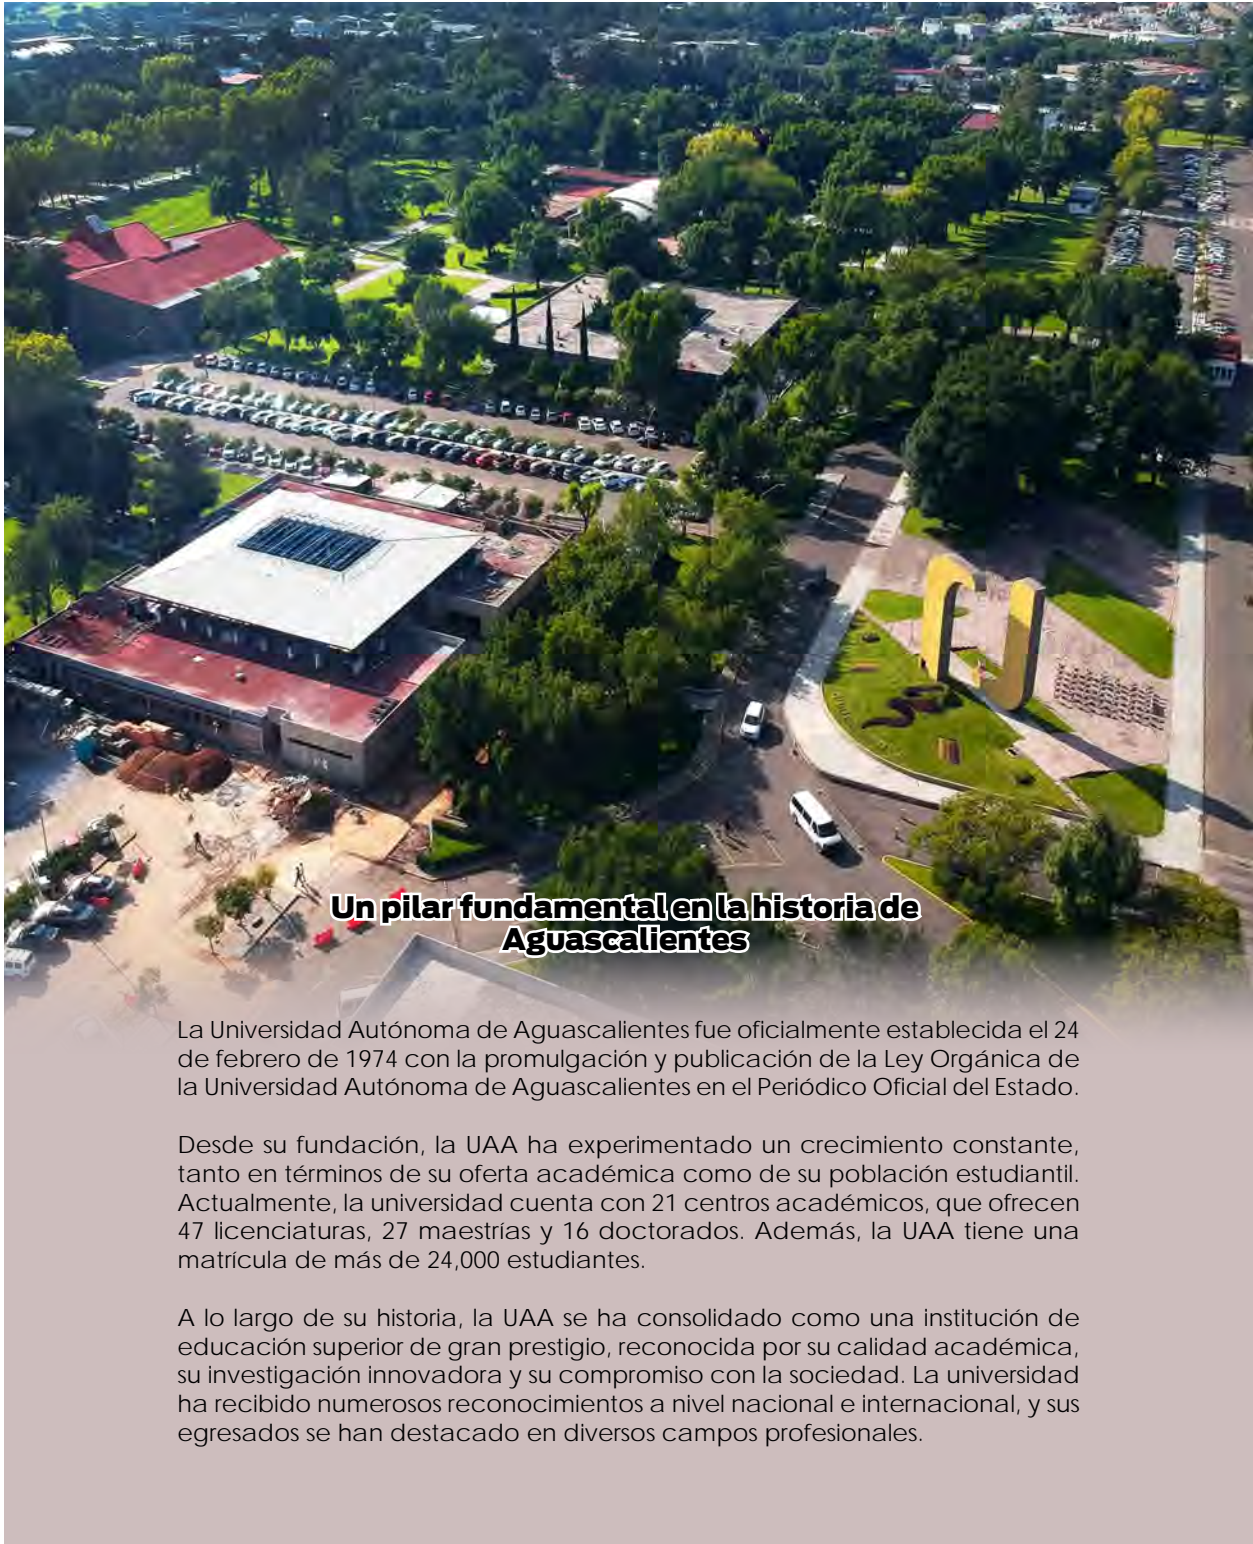 Un pilar fundamental en la historia de
Aguascalientes
La Universidad Autónoma de Aguascalientes fue oficialmente establecida el 24
de febrero de 1974 con la promulgación y publicación de la Ley Orgánica de
la Universidad Autónoma de Aguascalientes en el Periódico Oficial del Estado.
Desde su fundación, la UAA ha experimentado un crecimiento constante,
tanto en términos de su oferta académica como de su población estudiantil.
Actualmente, la universidad cuenta con 21 centros académicos, que ofrecen
47 licenciaturas, 27 maestrías y 16 doctorados. Además, la UAA tiene una
matrícula de más de 24,000 estudiantes.
A lo largo de su historia, la UAA se ha consolidado como una institución de
educación superior de gran prestigio, reconocida por su calidad académica,
su investigación innovadora y su compromiso con la sociedad. La universidad
ha recibido numerosos reconocimientos a nivel nacional e internacional, y sus
egresados se han destacado en diversos campos profesionales.